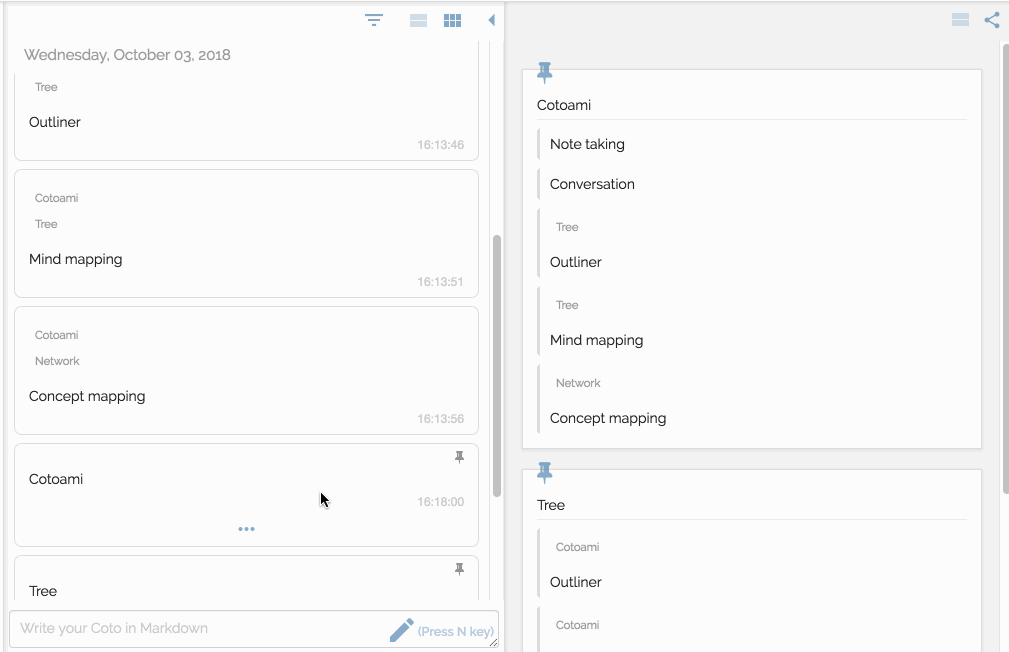 Wednesday, October 03, 2018
Tree
Outliner
16:13:46
Cotoami
Tree
Mind mapping
16:13:51
Cotoami
Network
Concept mapping
16:13:56
Cotoami
16:18:00
Tree
Write your Coto in Markdown
(Press N key)
Cotoami
Note taking
Conversation
Tree
Outliner
Tree
Mind mapping
Network
Concept mapping
Tree
Cotoami
Outliner
Cotoami